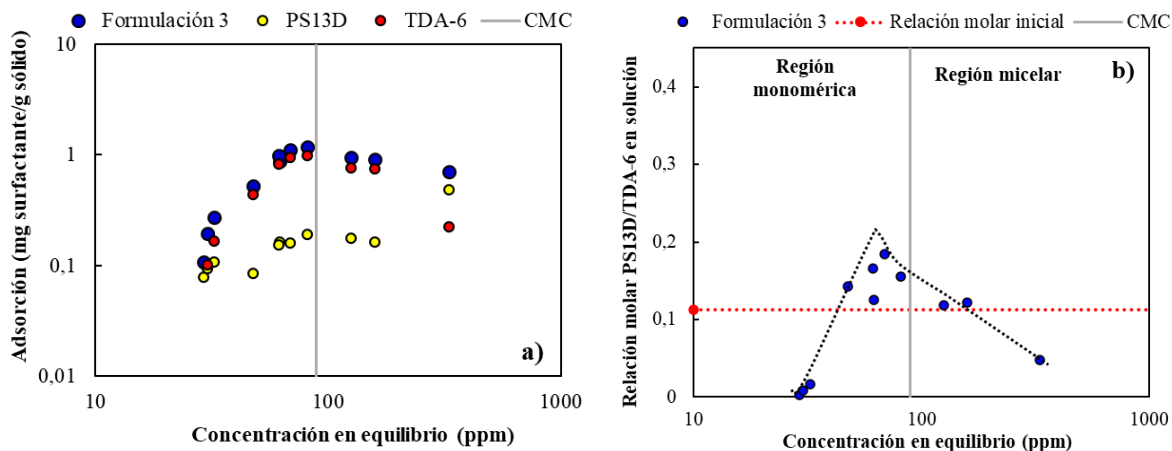 Formulación 3 PS13D TDA-6 CMC
Adsorción (mg surfactante/g sólido)
10
1
0,1
0,01
10 100 1000
a)
Concentración en equilibrio (ppm)
Formulación 3 Relación molar inicial CMC
Relación molar PS13D/TDA-6 en solución
Región
monomérica
Región micelar
b)
0,4
0,3
0,2
0,1
0
10 100 1000
Concentración en equilibrio (ppm)